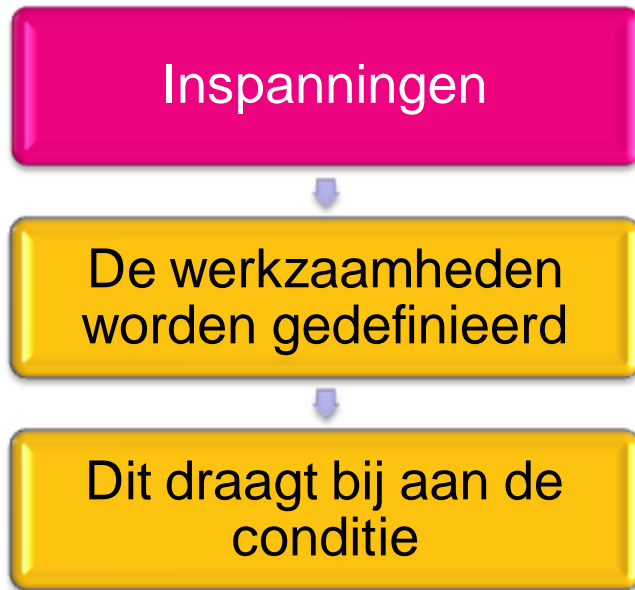 Inspanningen
De werkzaamheden
worden gedefinieerd
Dit draagt bij aan de
conditie